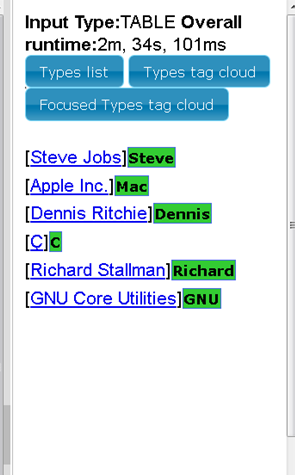 Input Type:TABLE Overall
runtime:2m, 34s, 101ms
Types list Types tag cloud
Focused Types tag cloud
[Steve Jobs]Steve
[Apple Inc.]Mac
[Dennis Ritchie]Dennis
[C]C
[Richard Stallman]Richard
[GNU Core Utilities]GNU